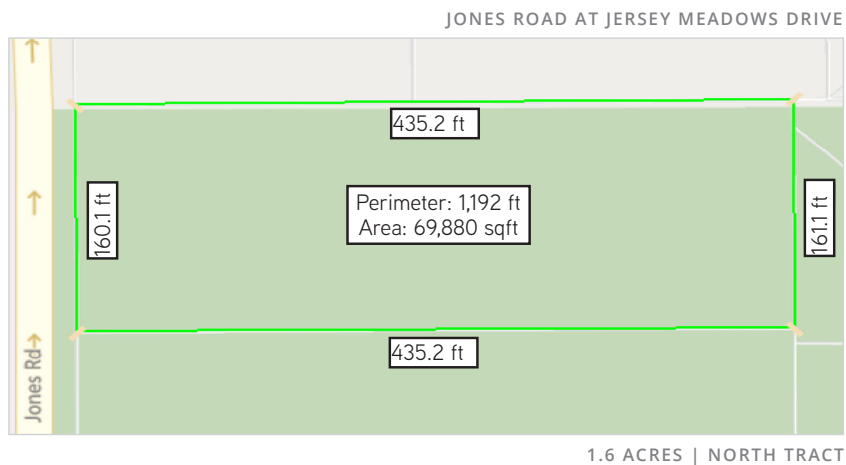 JONES ROAD AT JERSEY MEADOWS DRIVE
435.2 ft
160.1 ft
Perimeter: 1,192 ft
Area: 69,880 sqft
161.1 ft
435.2 ft
Jones Rd
1.6 ACRES | NORTH TRACT